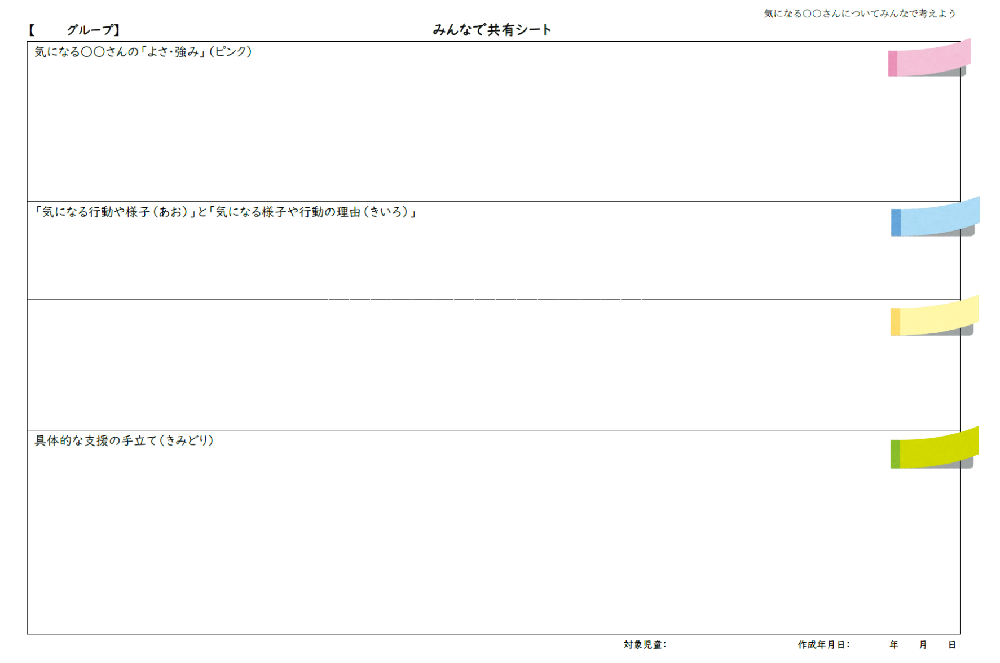 気になる〇〇さんについてみんなで考えよう
【　　グループ】　みんなで共有シート
気になる〇〇さんの「よさ・強み」（ピンク）
「気になる行動や様子（あお）」と「気になる様子や行動の理由（きいろ）」
具体的な支援の手立て（きみどり）
対象児童：　作成年月日：　年　月　日